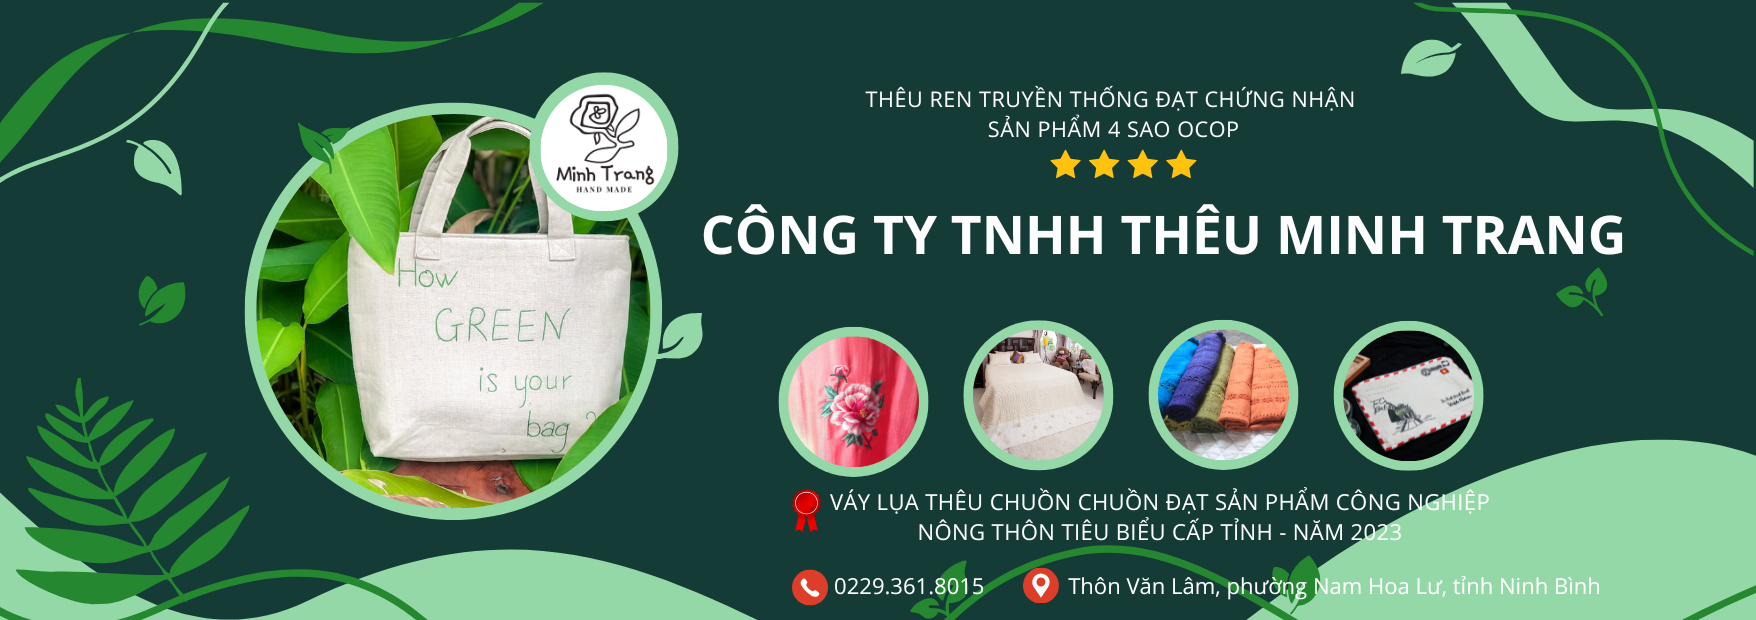 THÊU REN TRUYỀN THỐNG ĐẠT CHỨNG NHẬN
SẢN PHẨM 4 SAO OCOP
Minh Trang
HAND MADE
CÔNG TY TNHH THÊU MINH TRANG
How
GREEN
is your
bag ?
VÁY LỤA THÊU CHUỒN CHUỒN ĐẠT SẢN PHẨM CÔNG NGHIỆP
NÔNG THÔN TIÊU BIỂU CẤP TỈNH - NĂM 2023
0229.361.8015
Thôn Văn Lâm, phường Nam Hoa Lư, tỉnh Ninh Bình